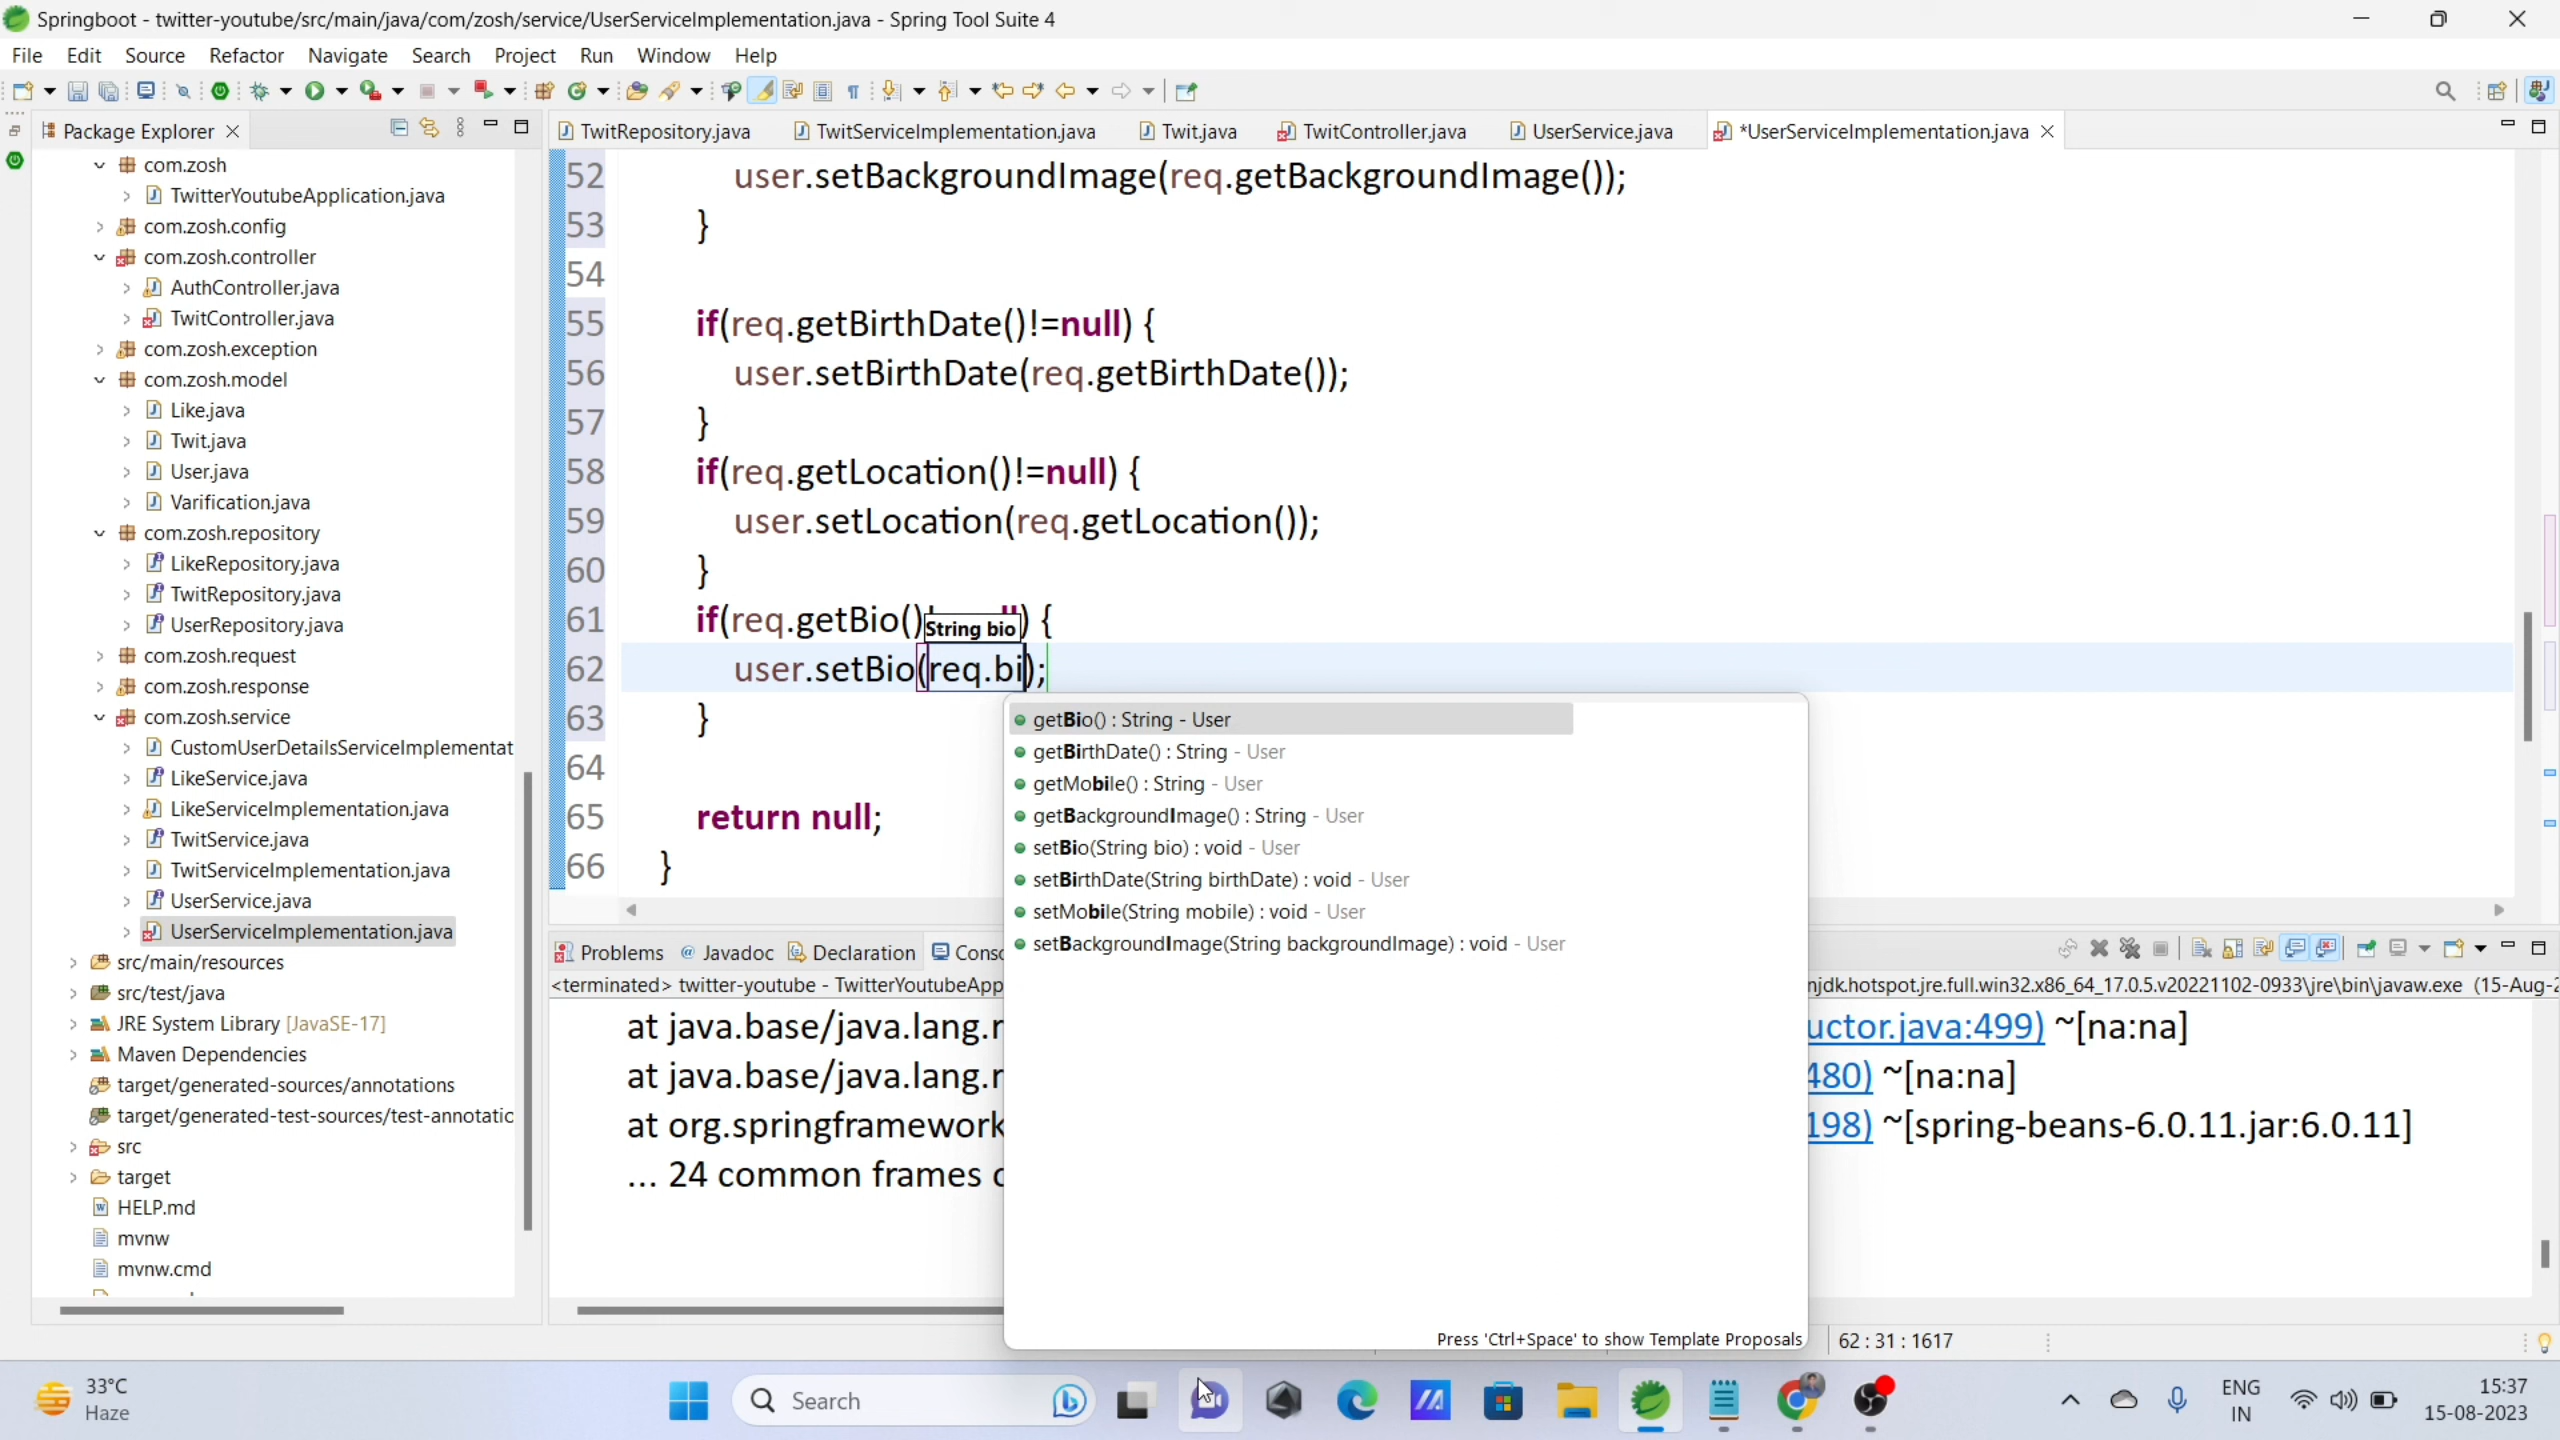 Springboot - twitter-youtube/src/main/java/com/zosh/service/UserServiceImplementation.java - Spring Tool Suite 4
File Edit Source Refactor Navigate Search Project Run Window Help
Package Explorer
TwitRepository.java TwitServiceImplementation.java Twit.java TwitController.java UserService.java *UserServiceImplementation.java
com.zosh
TwitterYoutubeApplication.java
com.zosh.config
com.zosh.controller
AuthController.java
TwitController.java
com.zosh.exception
com.zosh.model
Like.java
Twit.java
User.java
Varification.java
com.zosh.repository
LikeRepository.java
TwitRepository.java
UserRepository.java
com.zosh.request
com.zosh.response
com.zosh.service
CustomUserDetailsServiceImplementat
LikeService.java
LikeServiceImplementation.java
TwitService.java
TwitServiceImplementation.java
UserService.java
UserServiceImplementation.java
src/main/resources
src/test/java
JRE System Library [JavaSE-17]
Maven Dependencies
target/generated-sources/annotations
target/generated-test-sources/test-annotatio
src
target
HELP.md
mvnw
mvnw.cmd
52 user.setBackgroundImage(req.getBackgroundImage());
53 }
54
55 if(req.getBirthDate()!=null) {
56 user.setBirthDate(req.getBirthDate());
57 }
58 if(req.getLocation()!=null) {
59 user.setLocation(req.getLocation());
60 }
61 if(req.getBio() ) {
String bio
62 user.setBio(req.bi);
63 }
64
65 return null;
66 }
getBio() : String - User
getBirthDate() : String - User
getMobile() : String - User
getBackgroundImage() : String - User
setBio(String bio) : void - User
setBirthDate(String birthDate) : void - User
setMobile(String mobile) : void - User
setBackgroundImage(String backgroundImage) : void - User
Press 'Ctrl+Space' to show Template Proposals
Problems Javadoc Declaration Conso
<terminated> twitter-youtube - TwitterYoutubeApp njdk.hotspot.jre.full.win32.x86_64_17.0.5.v20221102-0933\jre\bin\javaw.exe (15-Aug-2
at java.base/java.lang.r uctor.java:499) ~[na:na]
at java.base/java.lang.r 480) ~[na:na]
at org.springframework 198) ~[spring-beans-6.0.11.jar:6.0.11]
... 24 common frames o
62 : 31 : 1617
33°C
Haze
Search
ENG
IN
15:37
15-08-2023